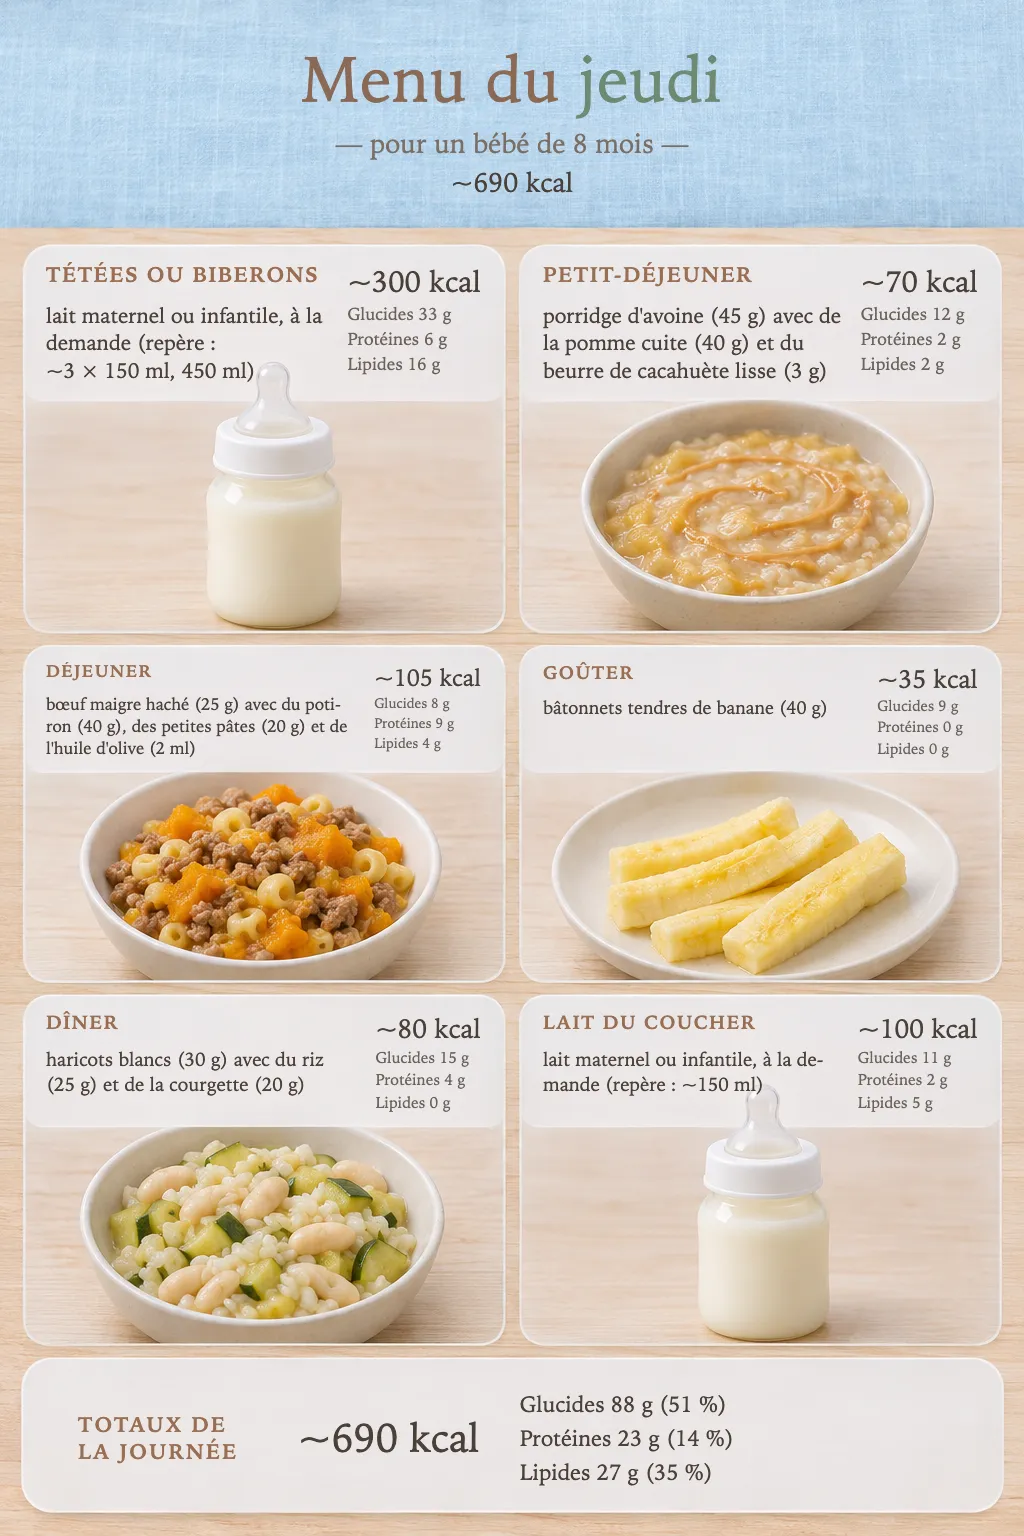 Menu du jeudi
— pour un bébé de 8 mois —
~690 kcal
TÉTÉES OU BIBERONS
lait maternel ou infantile, à la
demande (repère :
~3 × 150 ml, 450 ml)
~300 kcal
Glucides 33 g
Protéines 6 g
Lipides 16 g
PETIT-DÉJEUNER
porridge d'avoine (45 g) avec de
la pomme cuite (40 g) et du
beurre de cacahuète lisse (3 g)
~70 kcal
Glucides 12 g
Protéines 2 g
Lipides 2 g
DÉJEUNER
bœuf maigre haché (25 g) avec du poti-
ron (40 g), des petites pâtes (20 g) et de
l'huile d'olive (2 ml)
~105 kcal
Glucides 8 g
Protéines 9 g
Lipides 4 g
GOÛTER
bâtonnets tendres de banane (40 g)
~35 kcal
Glucides 9 g
Protéines 0 g
Lipides 0 g
DÎNER
haricots blancs (30 g) avec du riz
(25 g) et de la courgette (20 g)
~80 kcal
Glucides 15 g
Protéines 4 g
Lipides 0 g
LAIT DU COUCHER
lait maternel ou infantile, à la de-
mande (repère : ~150 ml)
~100 kcal
Glucides 11 g
Protéines 2 g
Lipides 5 g
TOTAUX DE
LA JOURNÉE
~690 kcal
Glucides 88 g (51 %)
Protéines 23 g (14 %)
Lipides 27 g (35 %)